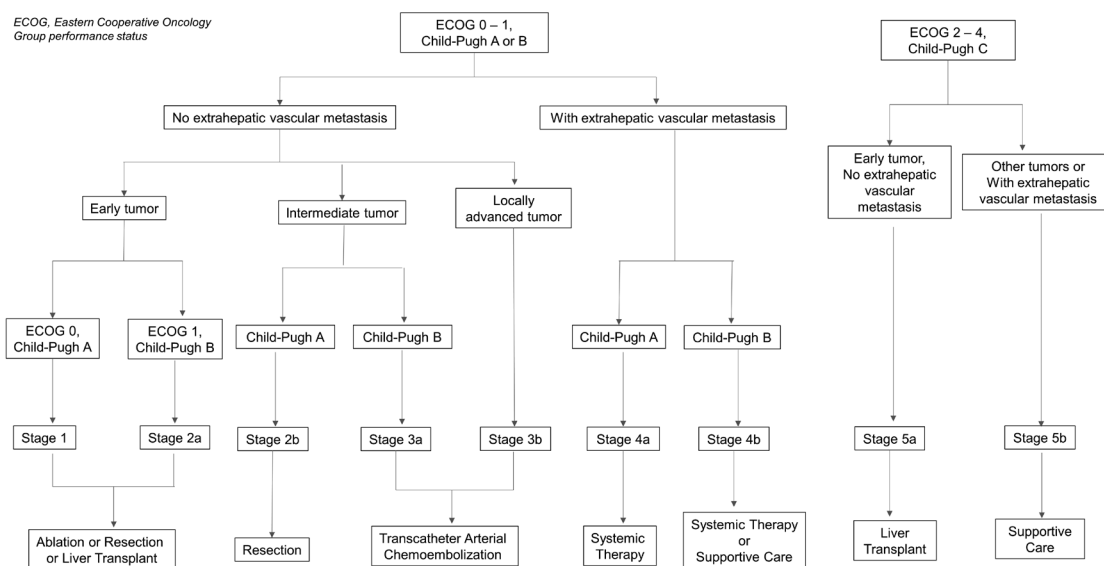 ECOG, Eastern Cooperative Oncology
Group performance status
ECOG 0 – 1,
Child-Pugh A or B
ECOG 2 – 4,
Child-Pugh C
No extrahepatic vascular metastasis
With extrahepatic vascular metastasis
Early tumor,
No extrahepatic
vascular
metastasis
Other tumors or
With extrahepatic
vascular metastasis
Early tumor
Intermediate tumor
Locally
advanced tumor
ECOG 0,
Child-Pugh A
ECOG 1,
Child-Pugh B
Child-Pugh A
Child-Pugh B
Child-Pugh A
Child-Pugh B
Stage 1
Stage 2a
Stage 2b
Stage 3a
Stage 3b
Stage 4a
Stage 4b
Stage 5a
Stage 5b
Ablation or Resection
or Liver Transplant
Resection
Transcatheter Arterial
Chemoembolization
Systemic
Therapy
Systemic Therapy
or
Supportive Care
Liver
Transplant
Supportive
Care